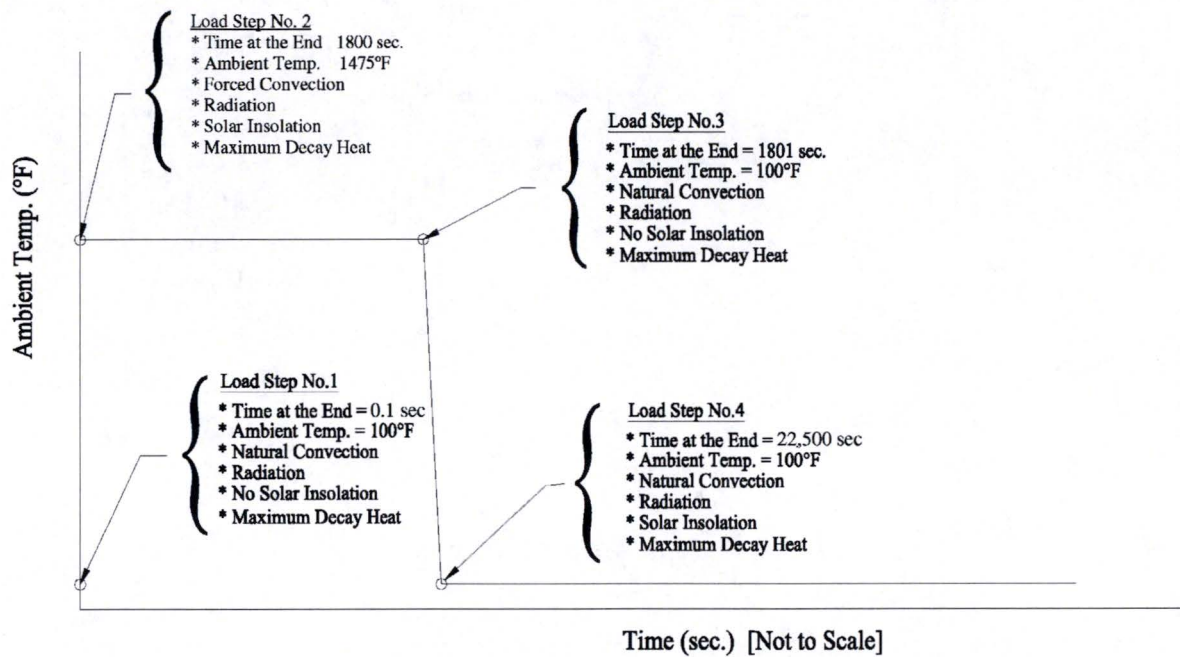 Load Step No. 2
* Time at the End 1800 sec.
* Ambient Temp. 1475°F
* Forced Convection
* Radiation
* Solar Insolation
* Maximum Decay Heat
Load Step No.3
* Time at the End = 1801 sec.
* Ambient Temp. = 100°F
* Natural Convection
* Radiation
* No Solar Insolation
* Maximum Decay Heat
Ambient Temp. (°F)
Load Step No.1
* Time at the End = 0.1 sec
* Ambient Temp. = 100°F
* Natural Convection
* Radiation
* No Solar Insolation
* Maximum Decay Heat
Load Step No.4
* Time at the End = 22,500 sec
* Ambient Temp. = 100°F
* Natural Convection
* Radiation
* Solar Insolation
* Maximum Decay Heat
Time (sec.) [Not to Scale]